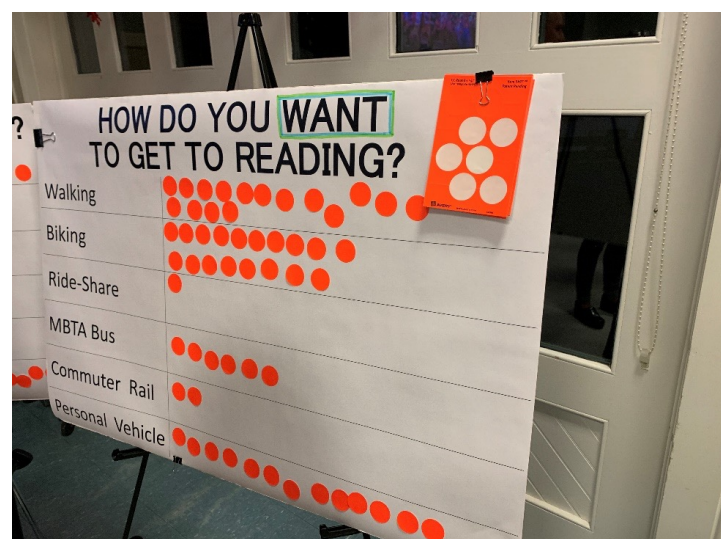 ?
HOW DO YOU WANT
TO GET TO READING?
Walking
Biking
Ride-Share
MBTA Bus
Commuter Rail
Personal Vehicle